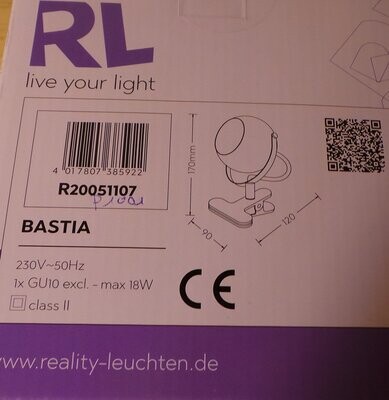 RL
live your light
4 017807 385922
R20051107
BASTIA
230V~50Hz
1x GU10 excl. - max 18W
class II
170mm
90
120
CE
www.reality-leuchten.de